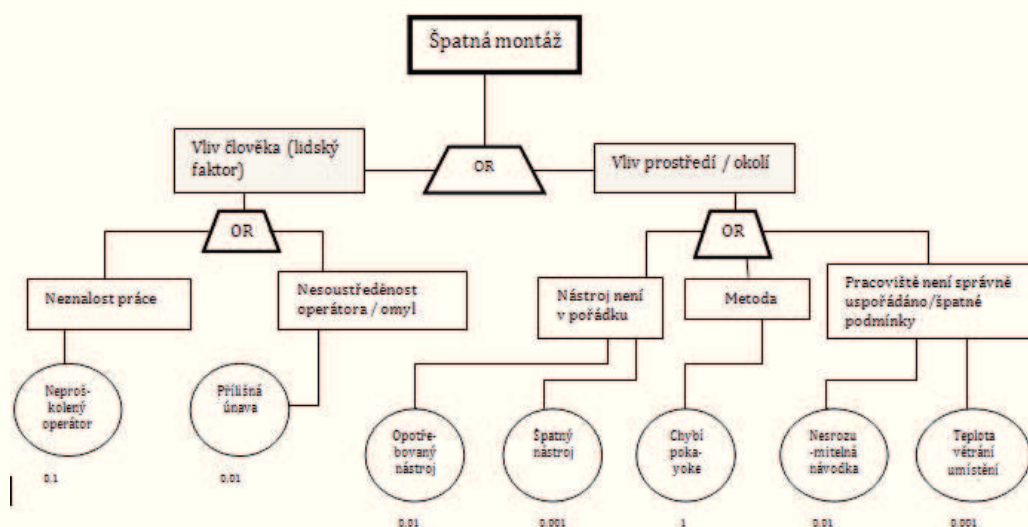 Špatná montáž
Vliv člověka (lidský
faktor)
OR
Vliv prostředí / okolí
OR
OR
Neznalost práce
Nesoustředěnost
operátora / omyl
Nástroj není
v pořádku
Metoda
Pracoviště není správně
uspořádáno/špatné
podmínky
Neproš-
kolený
operátor
Přílišná
únava
Opotře-
bovaný
nástroj
Špatný
nástroj
Chybí
poka-
yoke
Nesrozu
-mitelná
návodka
Teplota
větrání
umístění
0.1
0.01
0.01
0.001
1
0.01
0.001